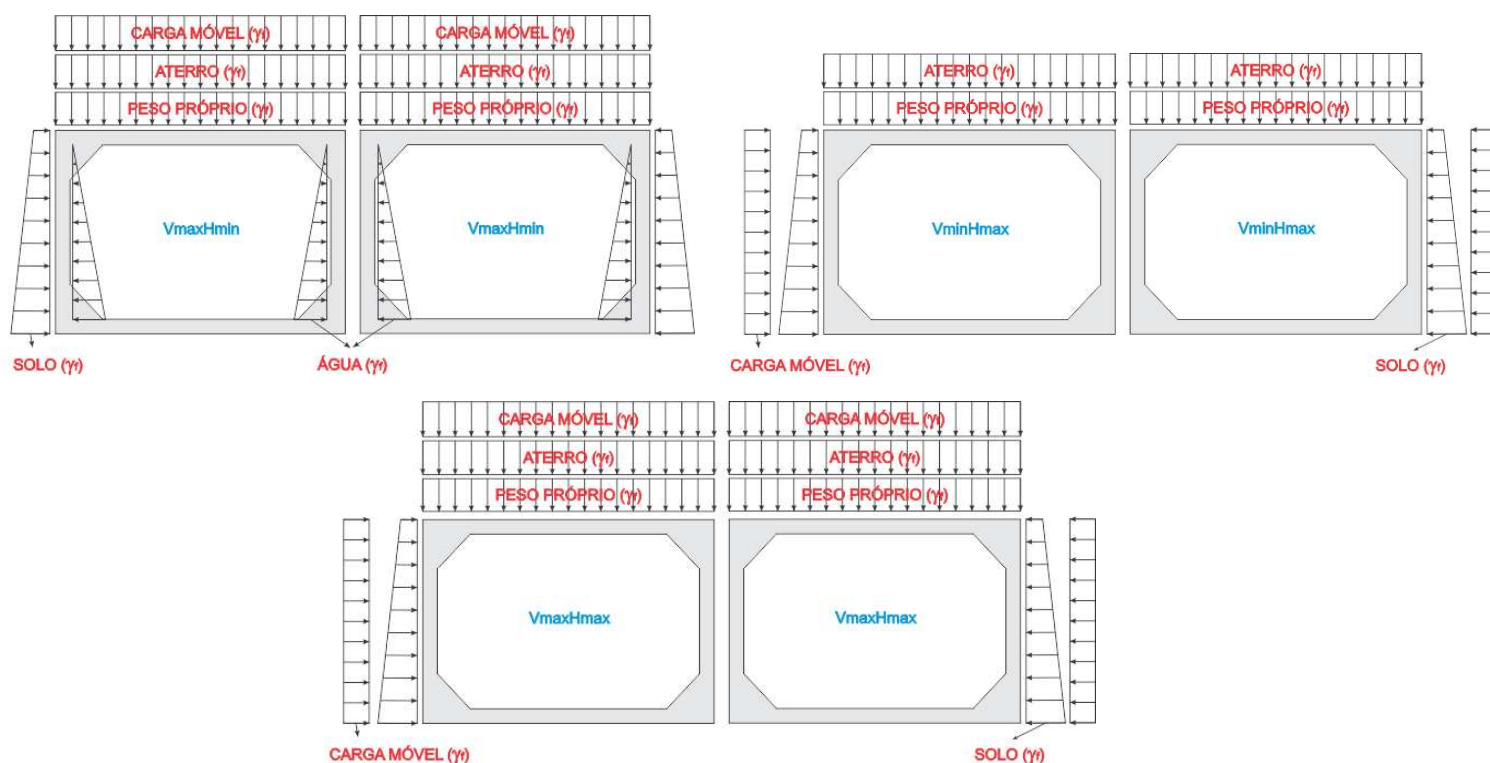 CARGA MÓVEL (γf)
CARGA MÓVEL (γf)
ATERRO (γf)
ATERRO (γf)
PESO PRÓPRIO (γf)
PESO PRÓPRIO (γf)
VmaxHmin
VmaxHmin
SOLO (γf)
ÁGUA (γf)
ATERRO (γf)
ATERRO (γf)
PESO PRÓPRIO (γf)
PESO PRÓPRIO (γf)
VminHmax
VminHmax
CARGA MÓVEL (γf)
SOLO (γf)
CARGA MÓVEL (γf)
CARGA MÓVEL (γf)
ATERRO (γf)
ATERRO (γf)
PESO PRÓPRIO (γf)
PESO PRÓPRIO (γf)
VmaxHmax
VmaxHmax
CARGA MÓVEL (γf)
SOLO (γf)